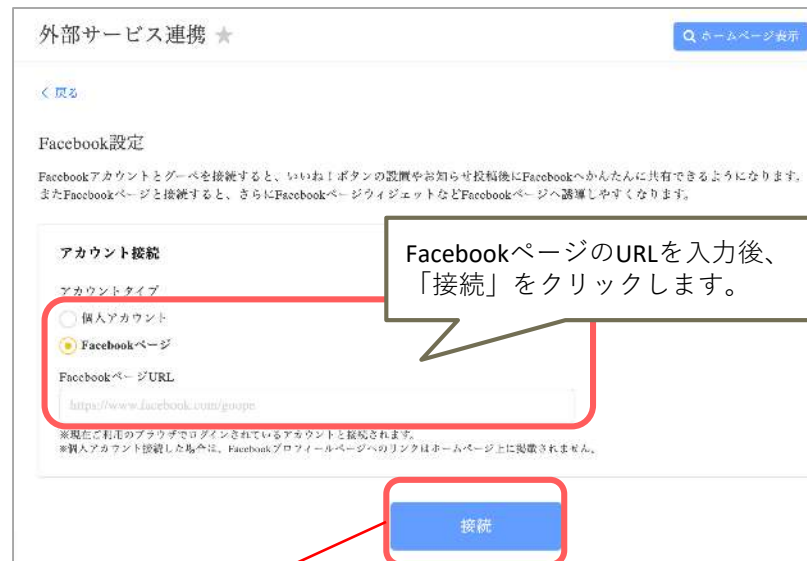 外部サービス連携 ★
ホームページ表示
< 戻る
Facebook設定
Facebookアカウントとグーペを接続すると、いいね！ボタンの設置やお知らせ投稿後にFacebookへかんたんに共有できるようになります。
またFacebookページと接続すると、さらにFacebookページウィジェットなどFacebookページへ誘導しやすくなります。
アカウント接続
FacebookページのURLを入力後、
「接続」をクリックします。
アカウントタイプ
個人アカウント
Facebookページ
FacebookページURL
https://www.facebook.com/goope
※現在ご利用のブラウザでログインされているアカウントと接続されます。
※個人アカウント接続した場合は、Facebookプロフィールページへのリンクはホームページ上に掲載されません。
接続